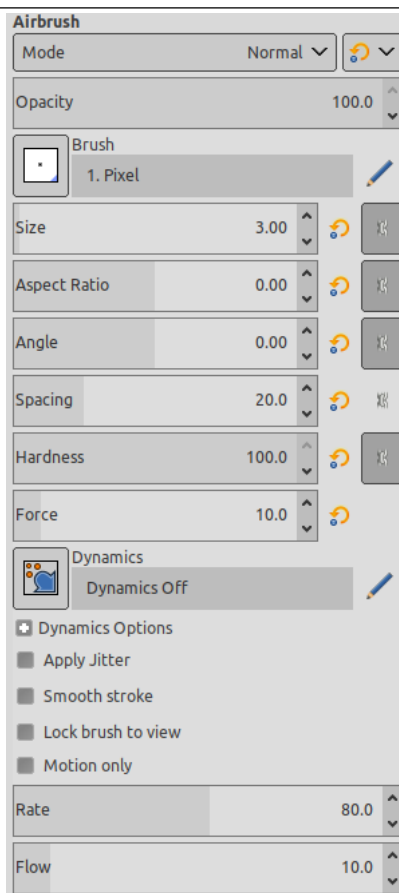 Airbrush
Mode Normal
Opacity 100.0
Brush
1. Pixel
Size 3.00
Aspect Ratio 0.00
Angle 0.00
Spacing 20.0
Hardness 100.0
Force 10.0
Dynamics
Dynamics Off
Dynamics Options
Apply Jitter
Smooth stroke
Lock brush to view
Motion only
Rate 80.0
Flow 10.0